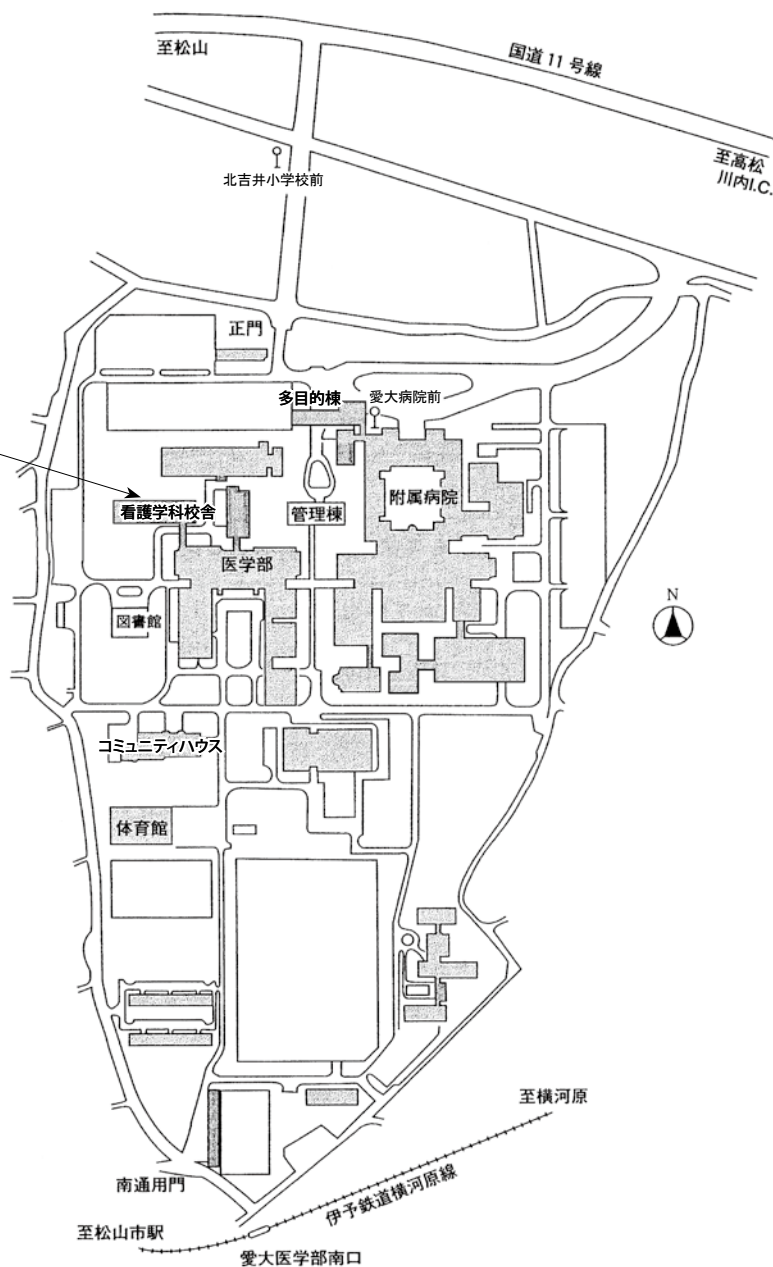 至松山
国道 11 号線
至高松
川内I.C.
北吉井小学校前
正門
多目的棟
愛大病院前
附属病院
看護学科校舎
管理棟
医学部
N
図書館
コミュニティハウス
体育館
至横河原
伊予鉄道横河原線
南通用門
至松山市駅
愛大医学部南口